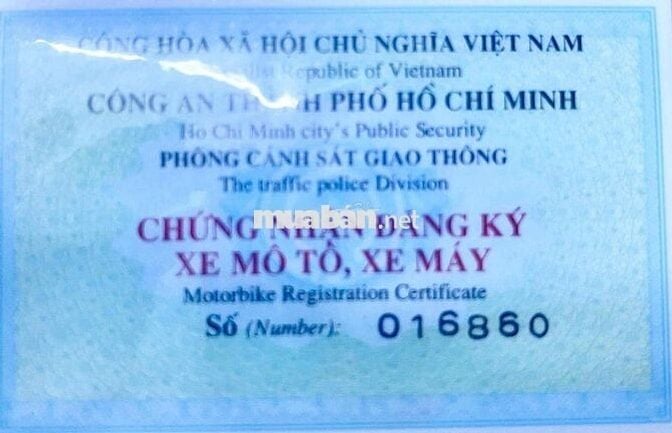 CỘNG HÒA XÃ HỘI CHỦ NGHĨA VIỆT NAM
Republic of Vietnam
CÔNG AN THÀNH PHỐ HỒ CHÍ MINH
Ho Chi Minh city's Public Security
PHÒNG CẢNH SÁT GIAO THÔNG
The traffic police Division
muaban.net
CHỨNG NHẬN ĐĂNG KÝ
XE MÔ TÔ, XE MÁY
Motorbike Registration Certificate
Số (Number): 016860